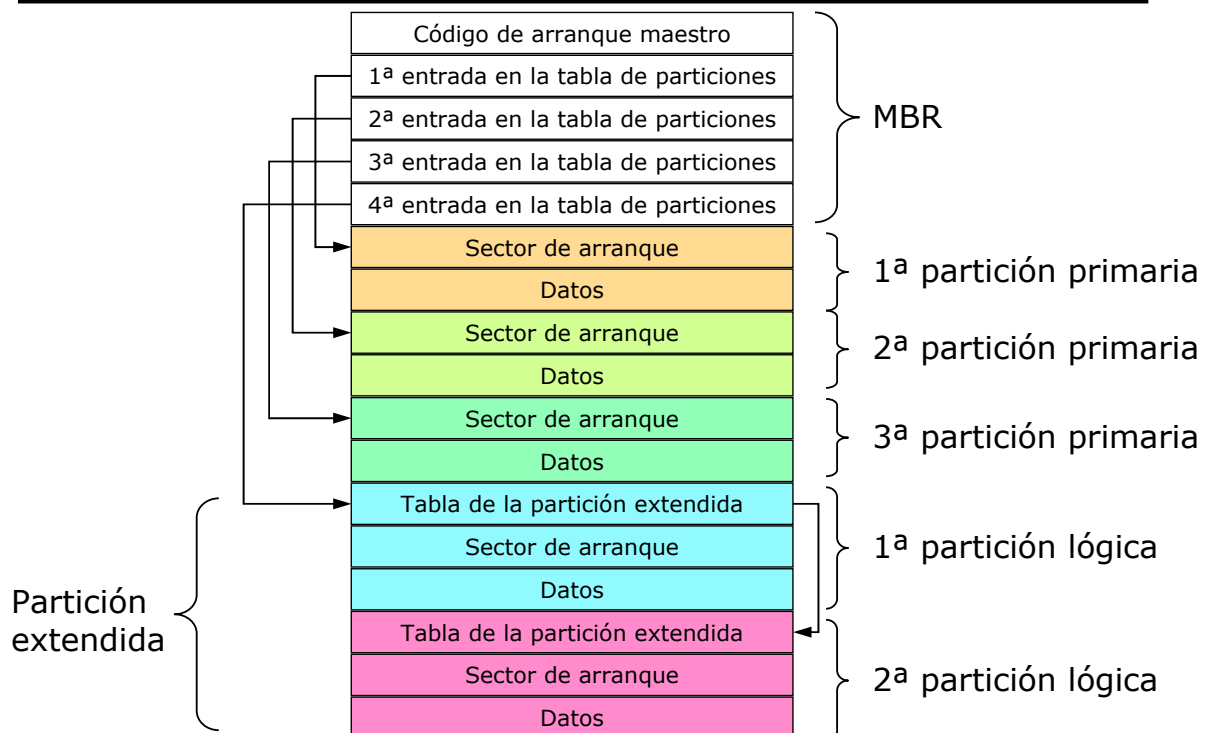 Código de arranque maestro
1ª entrada en la tabla de particiones
2ª entrada en la tabla de particiones
3ª entrada en la tabla de particiones
4ª entrada en la tabla de particiones
MBR
Sector de arranque
Datos
1ª partición primaria
Sector de arranque
Datos
2ª partición primaria
Sector de arranque
Datos
3ª partición primaria
Tabla de la partición extendida
Sector de arranque
Datos
1ª partición lógica
Partición
extendida
Tabla de la partición extendida
Sector de arranque
Datos
2ª partición lógica